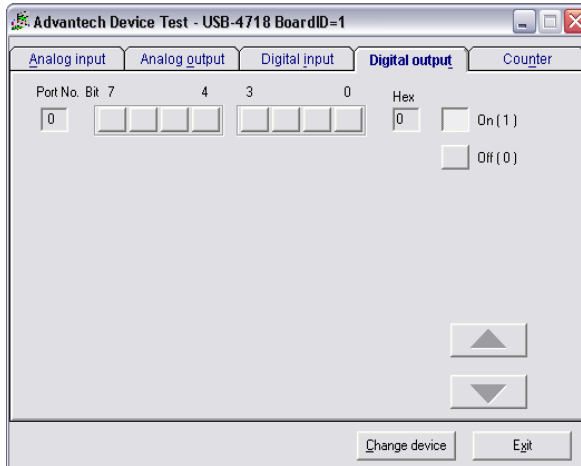 Advantech Device Test - USB-4718 BoardID=1
Analog input Analog output Digital input Digital output Counter
Port No. Bit 7 4 3 0 Hex
0 0 On ( 1 )
Off ( 0 )
Change device Exit